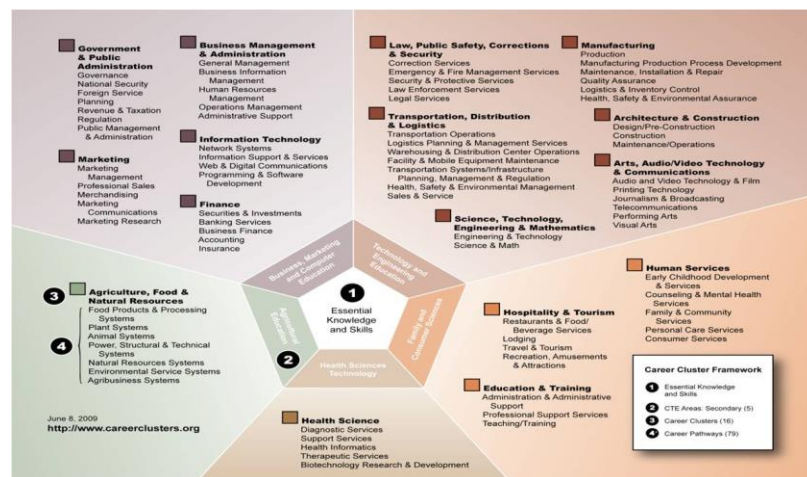 Government
& Public
Administration
Governance
National Security
Foreign Service
Planning
Revenue & Taxation
Regulation
Public Management
& Administration
Marketing
Marketing
Management
Professional Sales
Merchandising
Marketing
Communications
Marketing Research
Business Management
& Administration
General Management
Business Information
Management
Human Resources
Management
Operations Management
Administrative Support
Information Technology
Network Systems
Information Support & Services
Web & Digital Communications
Programming & Software
Development
Finance
Securities & Investments
Banking Services
Business Finance
Accounting
Insurance
Law, Public Safety, Corrections
& Security
Correction Services
Emergency & Fire Management Services
Security & Protective Services
Law Enforcement Services
Legal Services
Transportation, Distribution
& Logistics
Transportation Operations
Logistics Planning & Management Services
Warehousing & Distribution Center Operations
Facility & Mobile Equipment Maintenance
Transportation Systems/Infrastructure
Planning, Management & Regulation
Health, Safety & Environmental Management
Sales & Service
Science, Technology,
Engineering & Mathematics
Engineering & Technology
Science & Math
Manufacturing
Production
Manufacturing Production Process Development
Maintenance, Installation & Repair
Quality Assurance
Logistics & Inventory Control
Health, Safety & Environmental Assurance
Architecture & Construction
Design/Pre-Construction
Construction
Maintenance/Operations
Arts, Audio/Video Technology
& Communications
Audio and Video Technology & Film
Printing Technology
Journalism & Broadcasting
Telecommunications
Performing Arts
Visual Arts
Business, Marketing
and Computer
Education
Technology and
Engineering
Education
Agricultural
Education
Family and
Consumer Sciences
Health Sciences
Technology
1
Essential
Knowledge
and Skills
2
3
Agriculture, Food &
Natural Resources
4
Food Products & Processing
Systems
Plant Systems
Animal Systems
Power, Structural & Technical
Systems
Natural Resources Systems
Environmental Service Systems
Agribusiness Systems
Human Services
Early Childhood Development
& Services
Counseling & Mental Health
Services
Family & Community
Services
Personal Care Services
Consumer Services
Hospitality & Tourism
Restaurants & Food/
Beverage Services
Lodging
Travel & Tourism
Recreation, Amusements
& Attractions
Education & Training
Administration & Administrative
Support
Professional Support Services
Teaching/Training
Health Science
Diagnostic Services
Support Services
Health Informatics
Therapeutic Services
Biotechnology Research & Development
Career Cluster Framework
1 Essential Knowledge
and Skills
2 CTE Areas: Secondary (5)
3 Career Clusters (16)
4 Career Pathways (79)
June 8, 2009
http://www.careerclusters.org